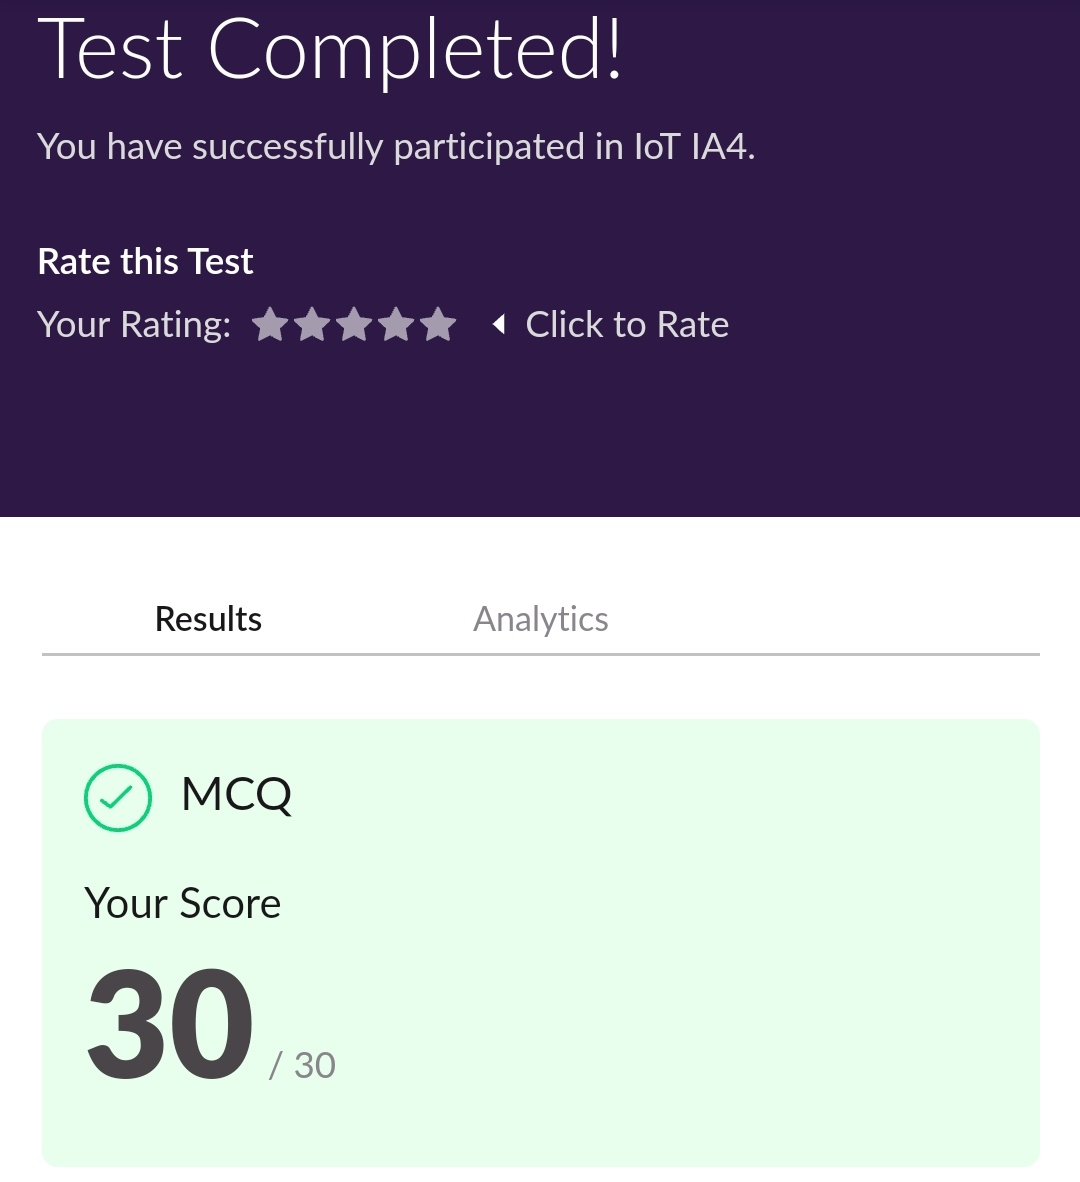 Test Completed!
You have successfully participated in IoT IA4.
Rate this Test
Your Rating: Click to Rate
Results Analytics
MCQ
Your Score
30 / 30